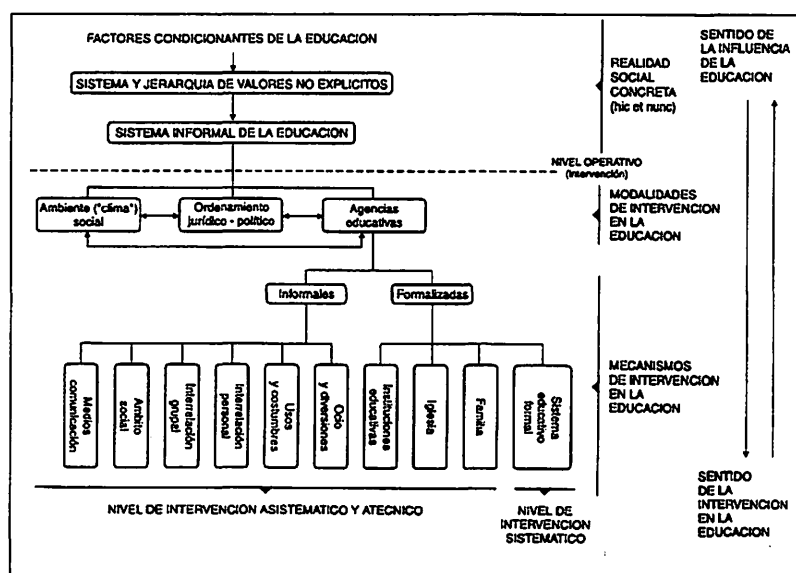 FACTORES CONDICIONANTES DE LA EDUCACION
SISTEMA Y JERARQUIA DE VALORES NO EXPLICITOS
SISTEMA INFORMAL DE LA EDUCACION
REALIDAD
SOCIAL
CONCRETA
(hic et nunc)
SENTIDO DE
LA INFLUENCIA
DE LA
EDUCACION
NIVEL OPERATIVO
(Intervención)
Ambiente ("clima")
social
Ordenamiento
jurídico - político
Agencias
educativas
MODALIDADES
DE INTERVENCION
EN LA
EDUCACION
Informales
Formalizadas
Medios
comunicación
Ambito
social
Interrelación
grupal
Interrelación
personal
Usos
y costumbres
Ocio
y diversiones
Instituciones
educativas
Iglesia
Familia
Sistema
educativo
formal
MECANISMOS
DE INTERVENCION
EN LA
EDUCACION
NIVEL DE INTERVENCION ASISTEMATICO Y ATECNICO
NIVEL DE
INTERVENCION
SISTEMATICO
SENTIDO
DE LA
INTERVENCION
EN LA
EDUCACION